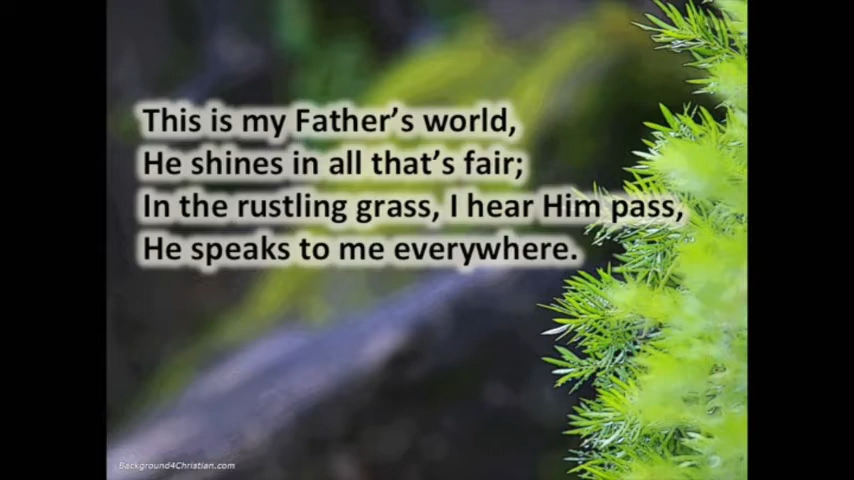 This is my Father’s world,
He shines in all that’s fair;
In the rustling grass, I hear Him pass,
He speaks to me everywhere.
Background4Christian.com